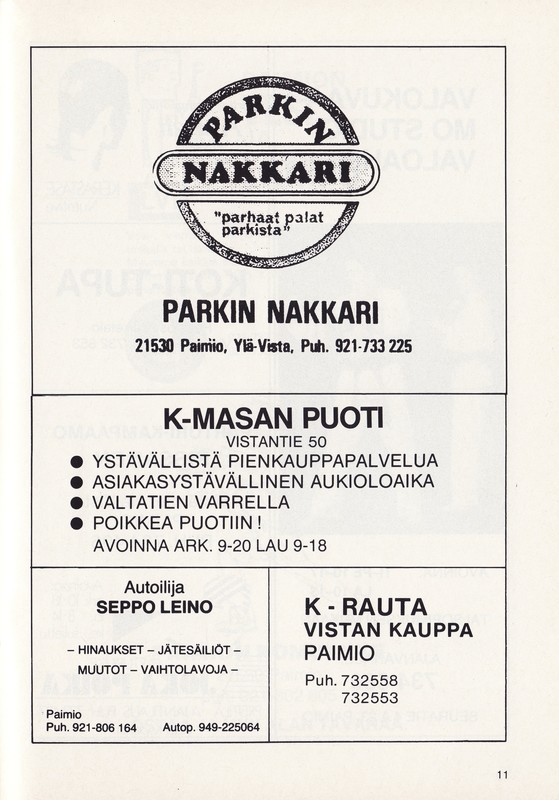 PARKIN
NAKKARI
"parhaat palat
parkista"
PARKIN NAKKARI
21530 Paimio, Ylä-Vista, Puh. 921-733 225
K-MASAN PUOTI
VISTANTIE 50
● YSTÄVÄLLISTÄ PIENKAUPPAPALVELUA
● ASIAKASYSTÄVÄLLINEN AUKIOLOAIKA
● VALTATIEN VARRELLA
● POIKKEA PUOTIIN!
AVOINNA ARK. 9-20 LAU 9-18
Autoilija
SEPPO LEINO
– HINAUKSET – JÄTESÄILIÖT –
MUUTOT – VAIHTOLAVOJA –
Paimio
Puh. 921-806 164 Autop. 949-225064
K - RAUTA
VISTAN KAUPPA
PAIMIO
Puh. 732558
732553
11